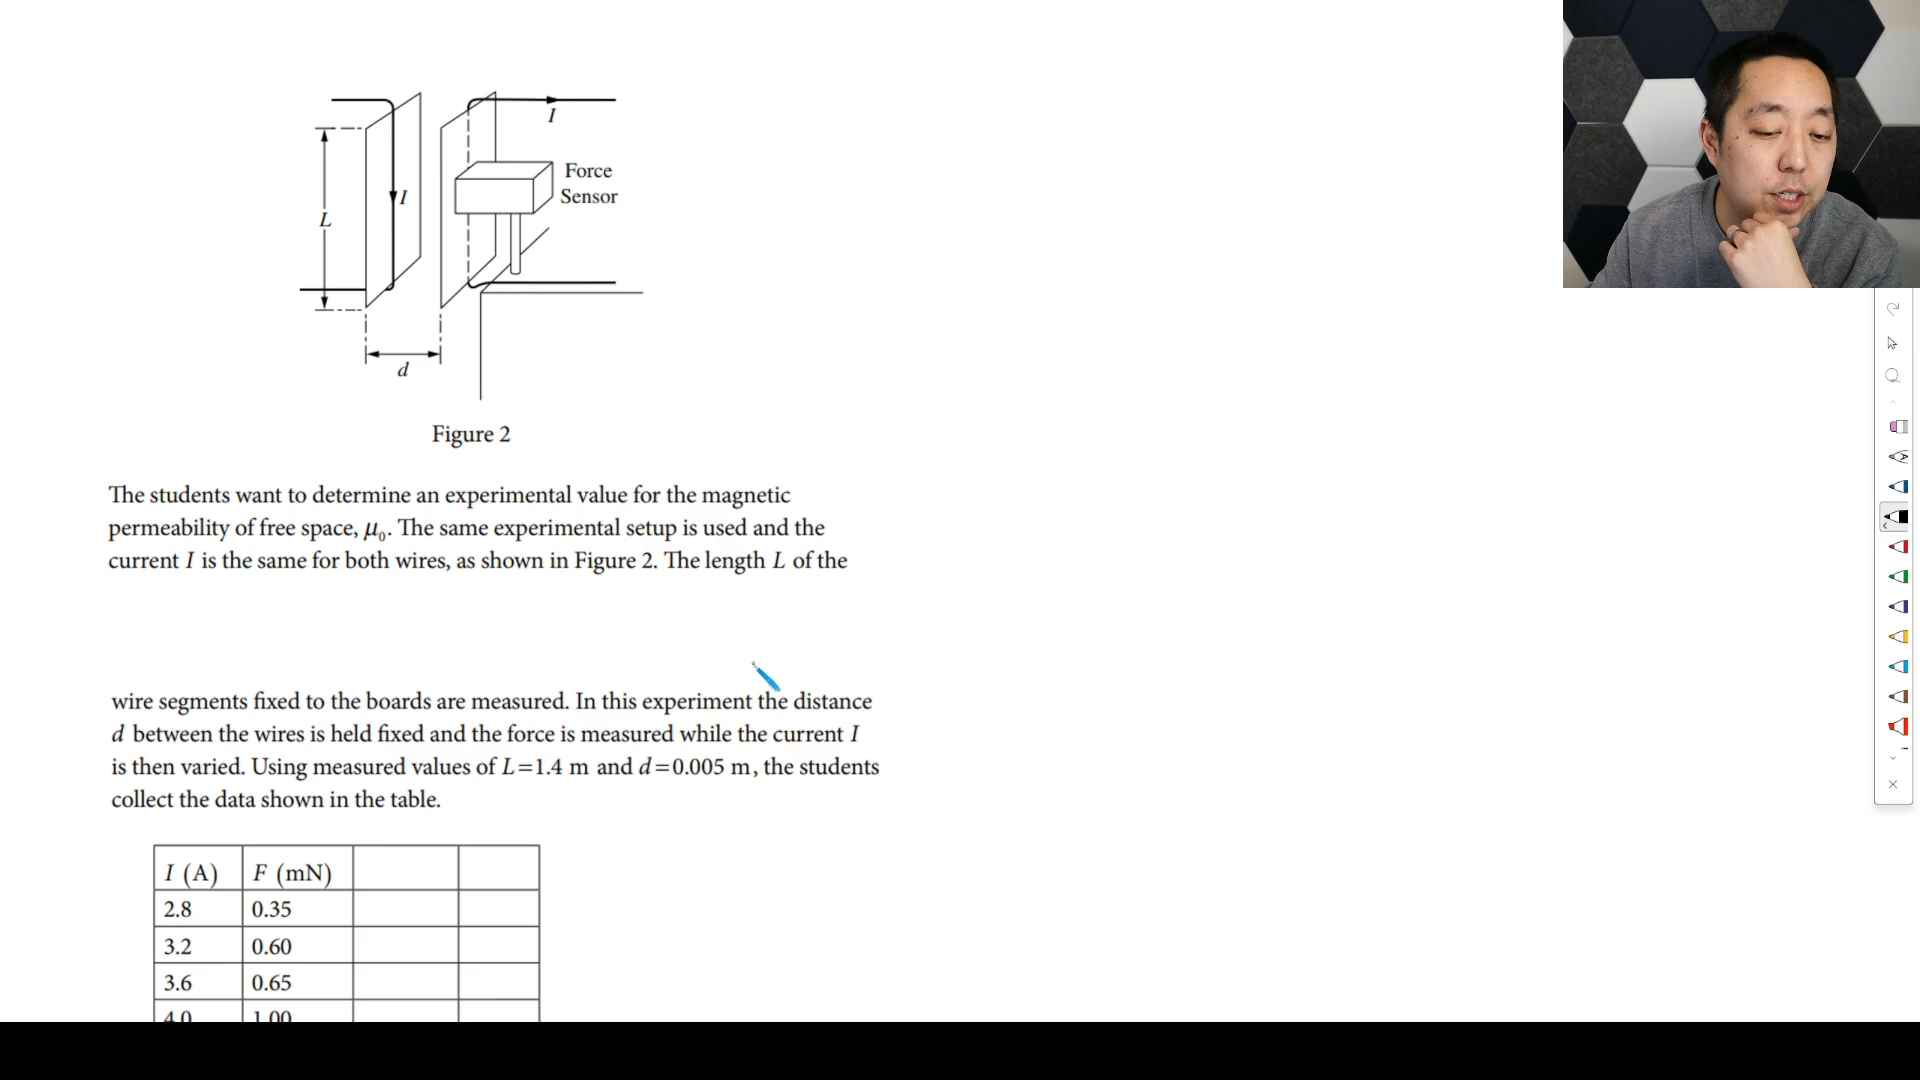 I
Force
Sensor
I
L
d
Figure 2
The students want to determine an experimental value for the magnetic
permeability of free space, μ₀. The same experimental setup is used and the
current I is the same for both wires, as shown in Figure 2. The length L of the
wire segments fixed to the boards are measured. In this experiment the distance
d between the wires is held fixed and the force is measured while the current I
is then varied. Using measured values of L=1.4 m and d=0.005 m, the students
collect the data shown in the table.
I (A) F (mN)
2.8 0.35
3.2 0.60
3.6 0.65
4.0 1.00